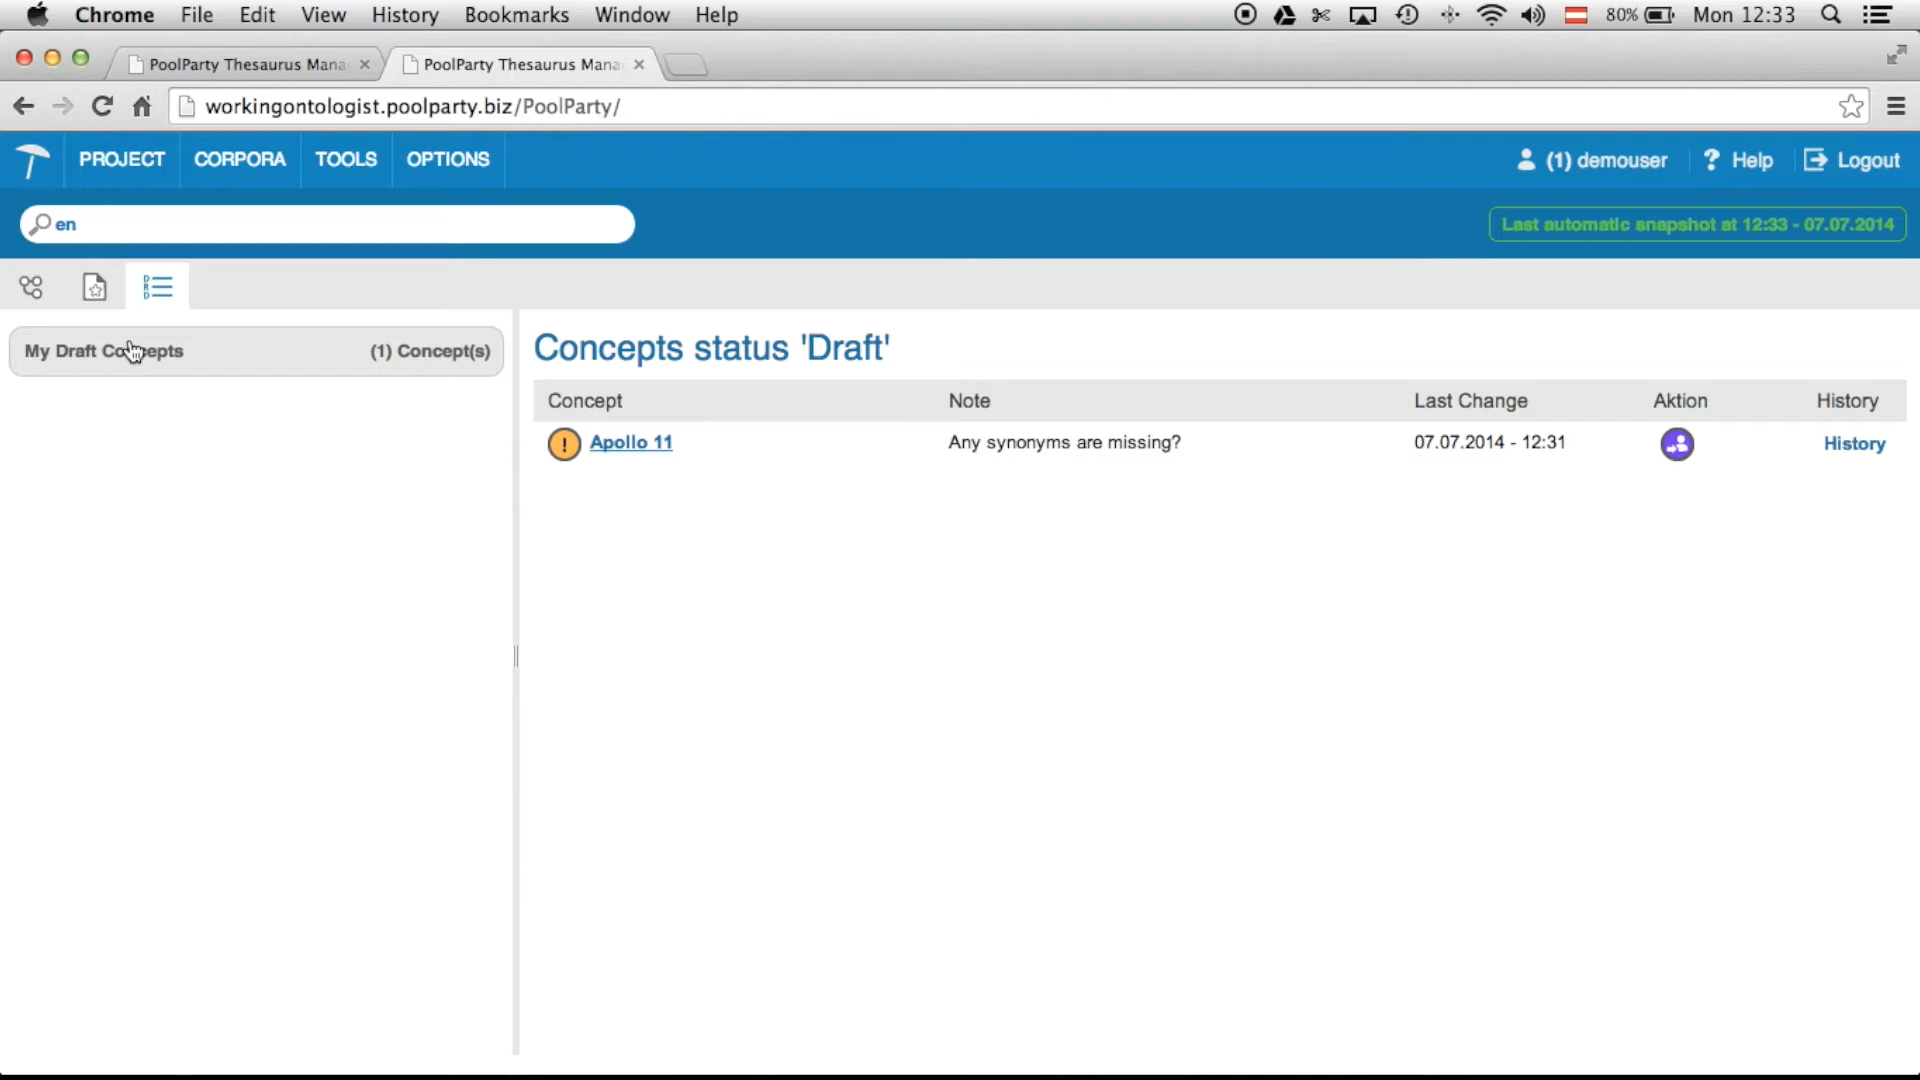 Chrome File Edit View History Bookmarks Window Help 80% Mon 12:33
PoolParty Thesaurus Mana PoolParty Thesaurus Mana
workingontologist.poolparty.biz/PoolParty/
PROJECT CORPORA TOOLS OPTIONS (1) demouser ? Help Logout
en Last automatic snapshot at 12:33 - 07.07.2014
My Draft Concepts (1) Concept(s)
Concepts status 'Draft'
Concept Note Last Change Aktion History
! Apollo 11 Any synonyms are missing? 07.07.2014 - 12:31 History